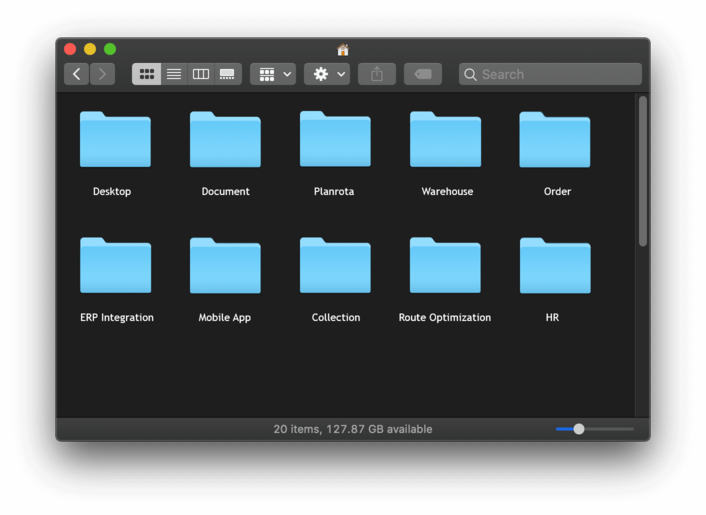 Search
Desktop
Document
Planrota
Warehouse
Order
ERP Integration
Mobile App
Collection
Route Optimization
HR
20 items, 127.87 GB available